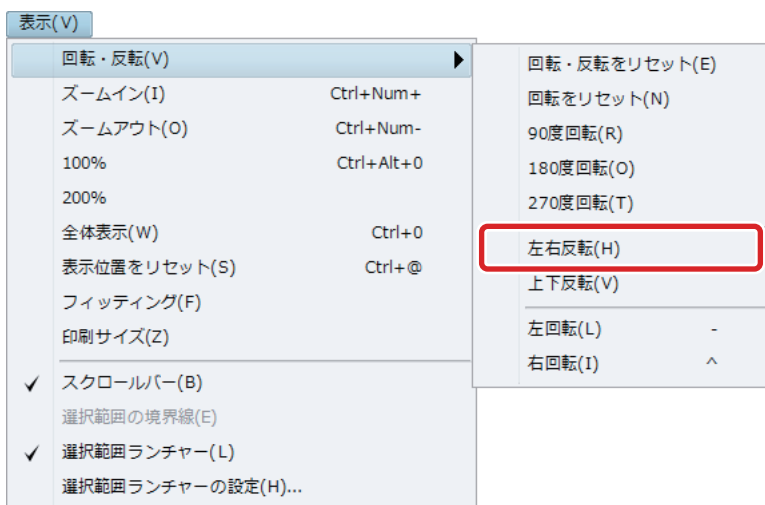 表示(V)
回転・反転(V)
ズームイン(I) Ctrl+Num+
ズームアウト(O) Ctrl+Num-
100% Ctrl+Alt+0
200%
全体表示(W) Ctrl+0
表示位置をリセット(S) Ctrl+@
フィッティング(F)
印刷サイズ(Z)
スクロールバー(B)
選択範囲の境界線(E)
選択範囲ランチャー(L)
選択範囲ランチャーの設定(H)...
回転・反転をリセット(E)
回転をリセット(N)
90度回転(R)
180度回転(O)
270度回転(T)
左右反転(H)
上下反転(V)
左回転(L) -
右回転(I) ^